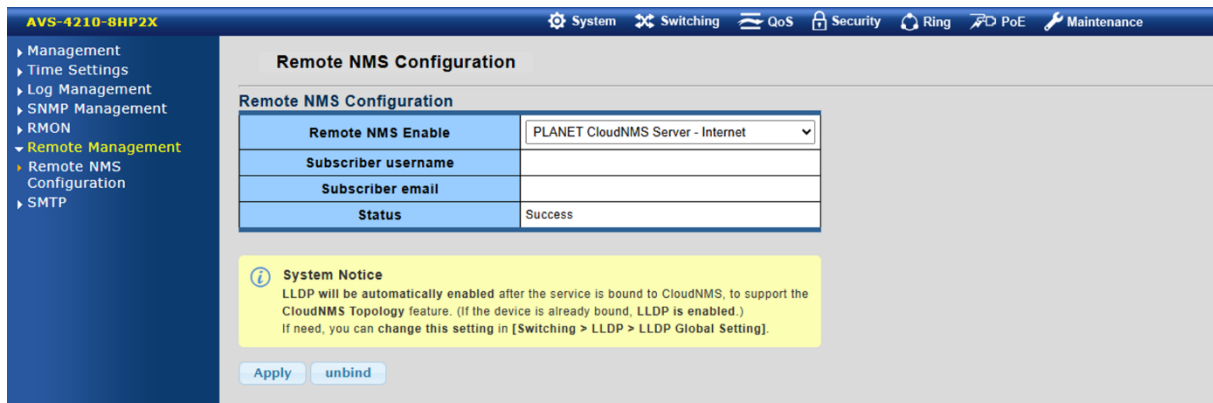 AVS-4210-8HP2X
System Switching QoS Security Ring PoE Maintenance
Management
Time Settings
Log Management
SNMP Management
RMON
Remote Management
Remote NMS
Configuration
SMTP
Remote NMS Configuration
Remote NMS Configuration
Remote NMS Enable PLANET CloudNMS Server - Internet
Subscriber username
Subscriber email
Status Success
System Notice
LLDP will be automatically enabled after the service is bound to CloudNMS, to support the
CloudNMS Topology feature. (If the device is already bound, LLDP is enabled.)
If need, you can change this setting in [Switching > LLDP > LLDP Global Setting].
Apply unbind